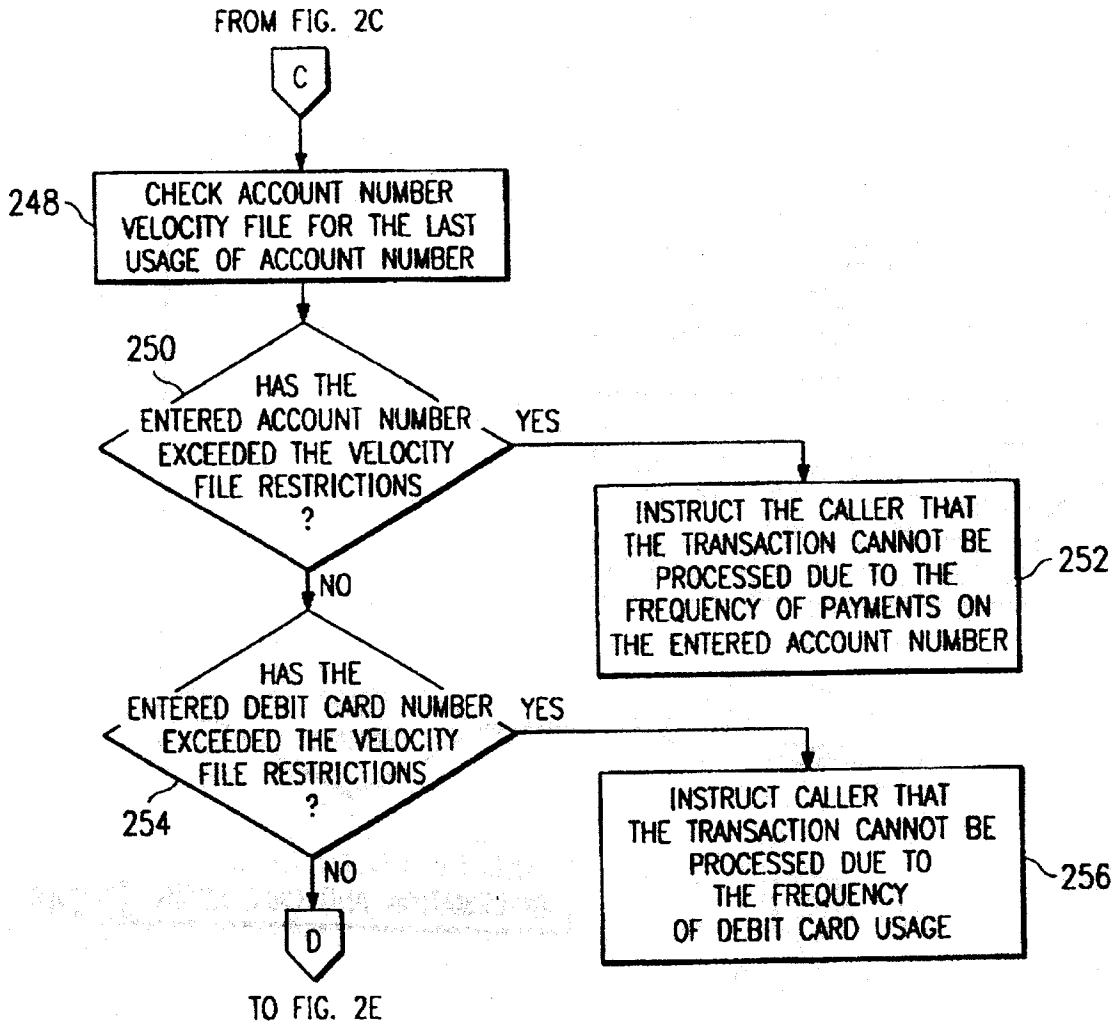 FROM FIG. 2C
C
248
CHECK ACCOUNT NUMBER
VELOCITY FILE FOR THE LAST
USAGE OF ACCOUNT NUMBER
250
HAS THE
ENTERED ACCOUNT NUMBER
EXCEEDED THE VELOCITY
FILE RESTRICTIONS
?
YES
INSTRUCT THE CALLER THAT
THE TRANSACTION CANNOT BE
PROCESSED DUE TO THE
FREQUENCY OF PAYMENTS ON
THE ENTERED ACCOUNT NUMBER
252
NO
HAS THE
ENTERED DEBIT CARD NUMBER
EXCEEDED THE VELOCITY
FILE RESTRICTIONS
?
254
YES
INSTRUCT CALLER THAT
THE TRANSACTION CANNOT BE
PROCESSED DUE TO
THE FREQUENCY
OF DEBIT CARD USAGE
256
NO
D
TO FIG. 2E